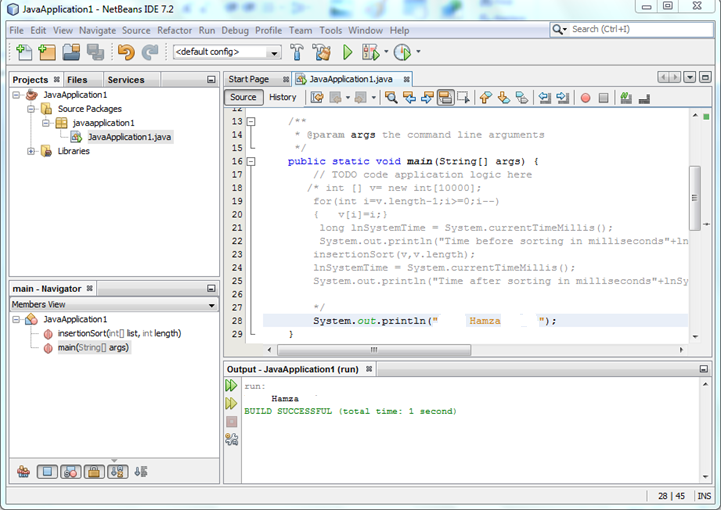 JavaApplication1 - NetBeans IDE 7.2
File Edit View Navigate Source Refactor Run Debug Profile Team Tools Window Help
Search (Ctrl+I)
<default config>
Projects Files Services
JavaApplication1
Source Packages
javaapplication1
JavaApplication1.java
Libraries
main - Navigator
Members View
JavaApplication1
insertionSort(int[] list, int length)
main(String[] args)
Start Page JavaApplication1.java
Source History
12
13 /**
14 * @param args the command line arguments
15 */
16 public static void main(String[] args) {
17 // TODO code application logic here
18 /* int [] v= new int[10000];
19 for(int i=v.length-1;i>=0;i--)
20 { v[i]=i;}
21 long lnSystemTime = System.currentTimeMillis();
22 System.out.println("Time before sorting in milliseconds"+ln
23 insertionSort(v,v.length);
24 lnSystemTime = System.currentTimeMillis();
25 System.out.println("Time after sorting in milliseconds"+lnSy
26
27 */
28 System.out.println(" Hamza ");
29 }
Output - JavaApplication1 (run)
run:
Hamza
BUILD SUCCESSFUL (total time: 1 second)
28 | 45 INS